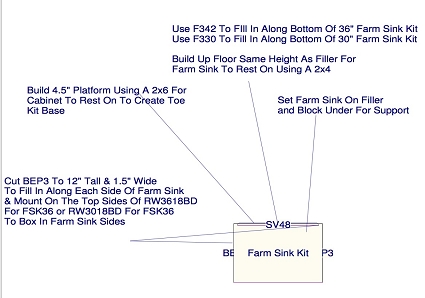 Use F342 To FIll In Along Bottom Of 36" Farm Sink Kit
Use F330 To Fill In Along Bottom Of 30" Farm Sink Kit
Build Up Floor Same Height As Filler For
Farm Sink To Rest On Using A 2x4
Build 4.5" Platform Using A 2x6 For
Cabinet To Rest On To Create Toe
Kit Base
Set Farm Sink On Filler
and Block Under For Support
Cut BEP3 To 12" Tall & 1.5" Wide
To Fill In Along Each Side Of Farm Sink
& Mount On The Top Sides Of RW3618BD
For FSK36 or RW3018BD For FSK36
To Box In Farm Sink Sides
SV48
BE Farm Sink Kit P3